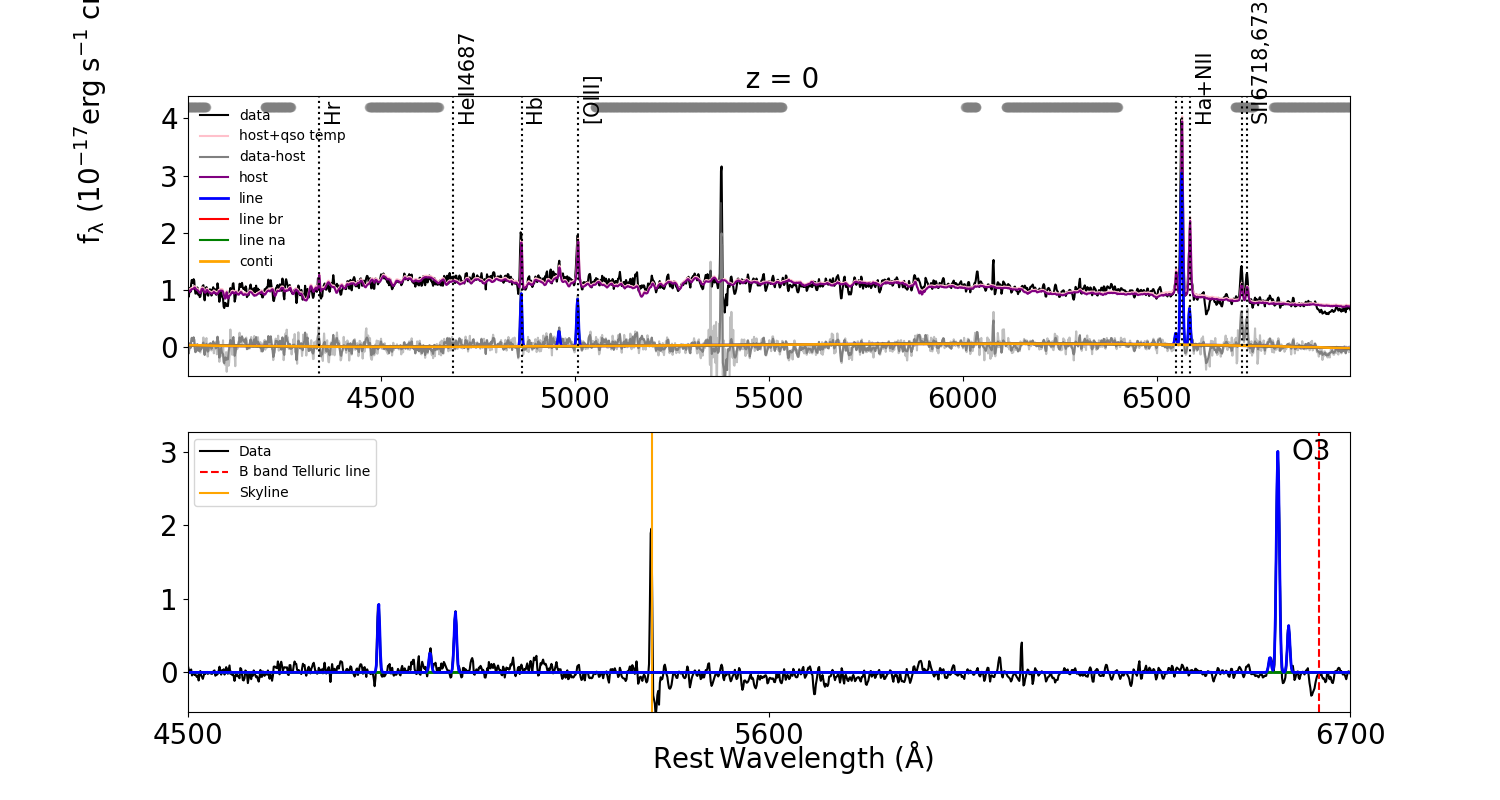 z = 0
f_λ (10^{-17} erg s^{-1} c
Hr
HeII4687
Hb
[OIII]
Ha+NII
SII6718,673
data
host+qso temp
data-host
host
line
line br
line na
conti
4
3
2
1
0
4500 5000 5500 6000 6500
O3
Data
B band Telluric line
Skyline
3
2
1
0
4500 5600 6700
Rest Wavelength (Å)